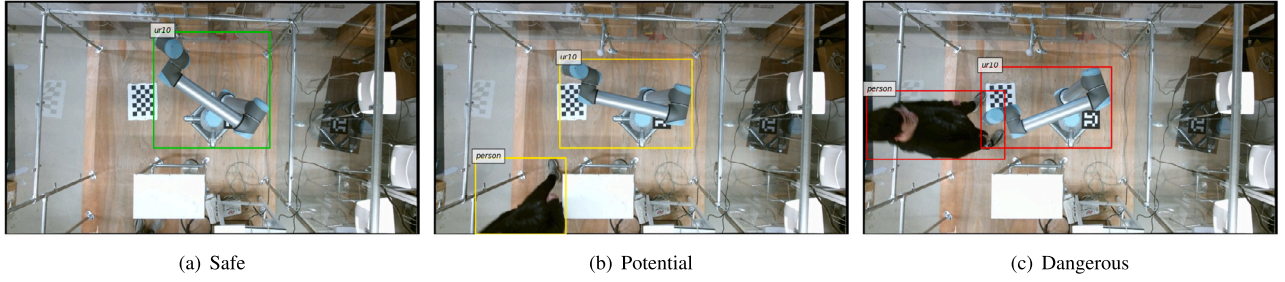 ur10
ur10
person
ur10
person
(a) Safe
(b) Potential
(c) Dangerous